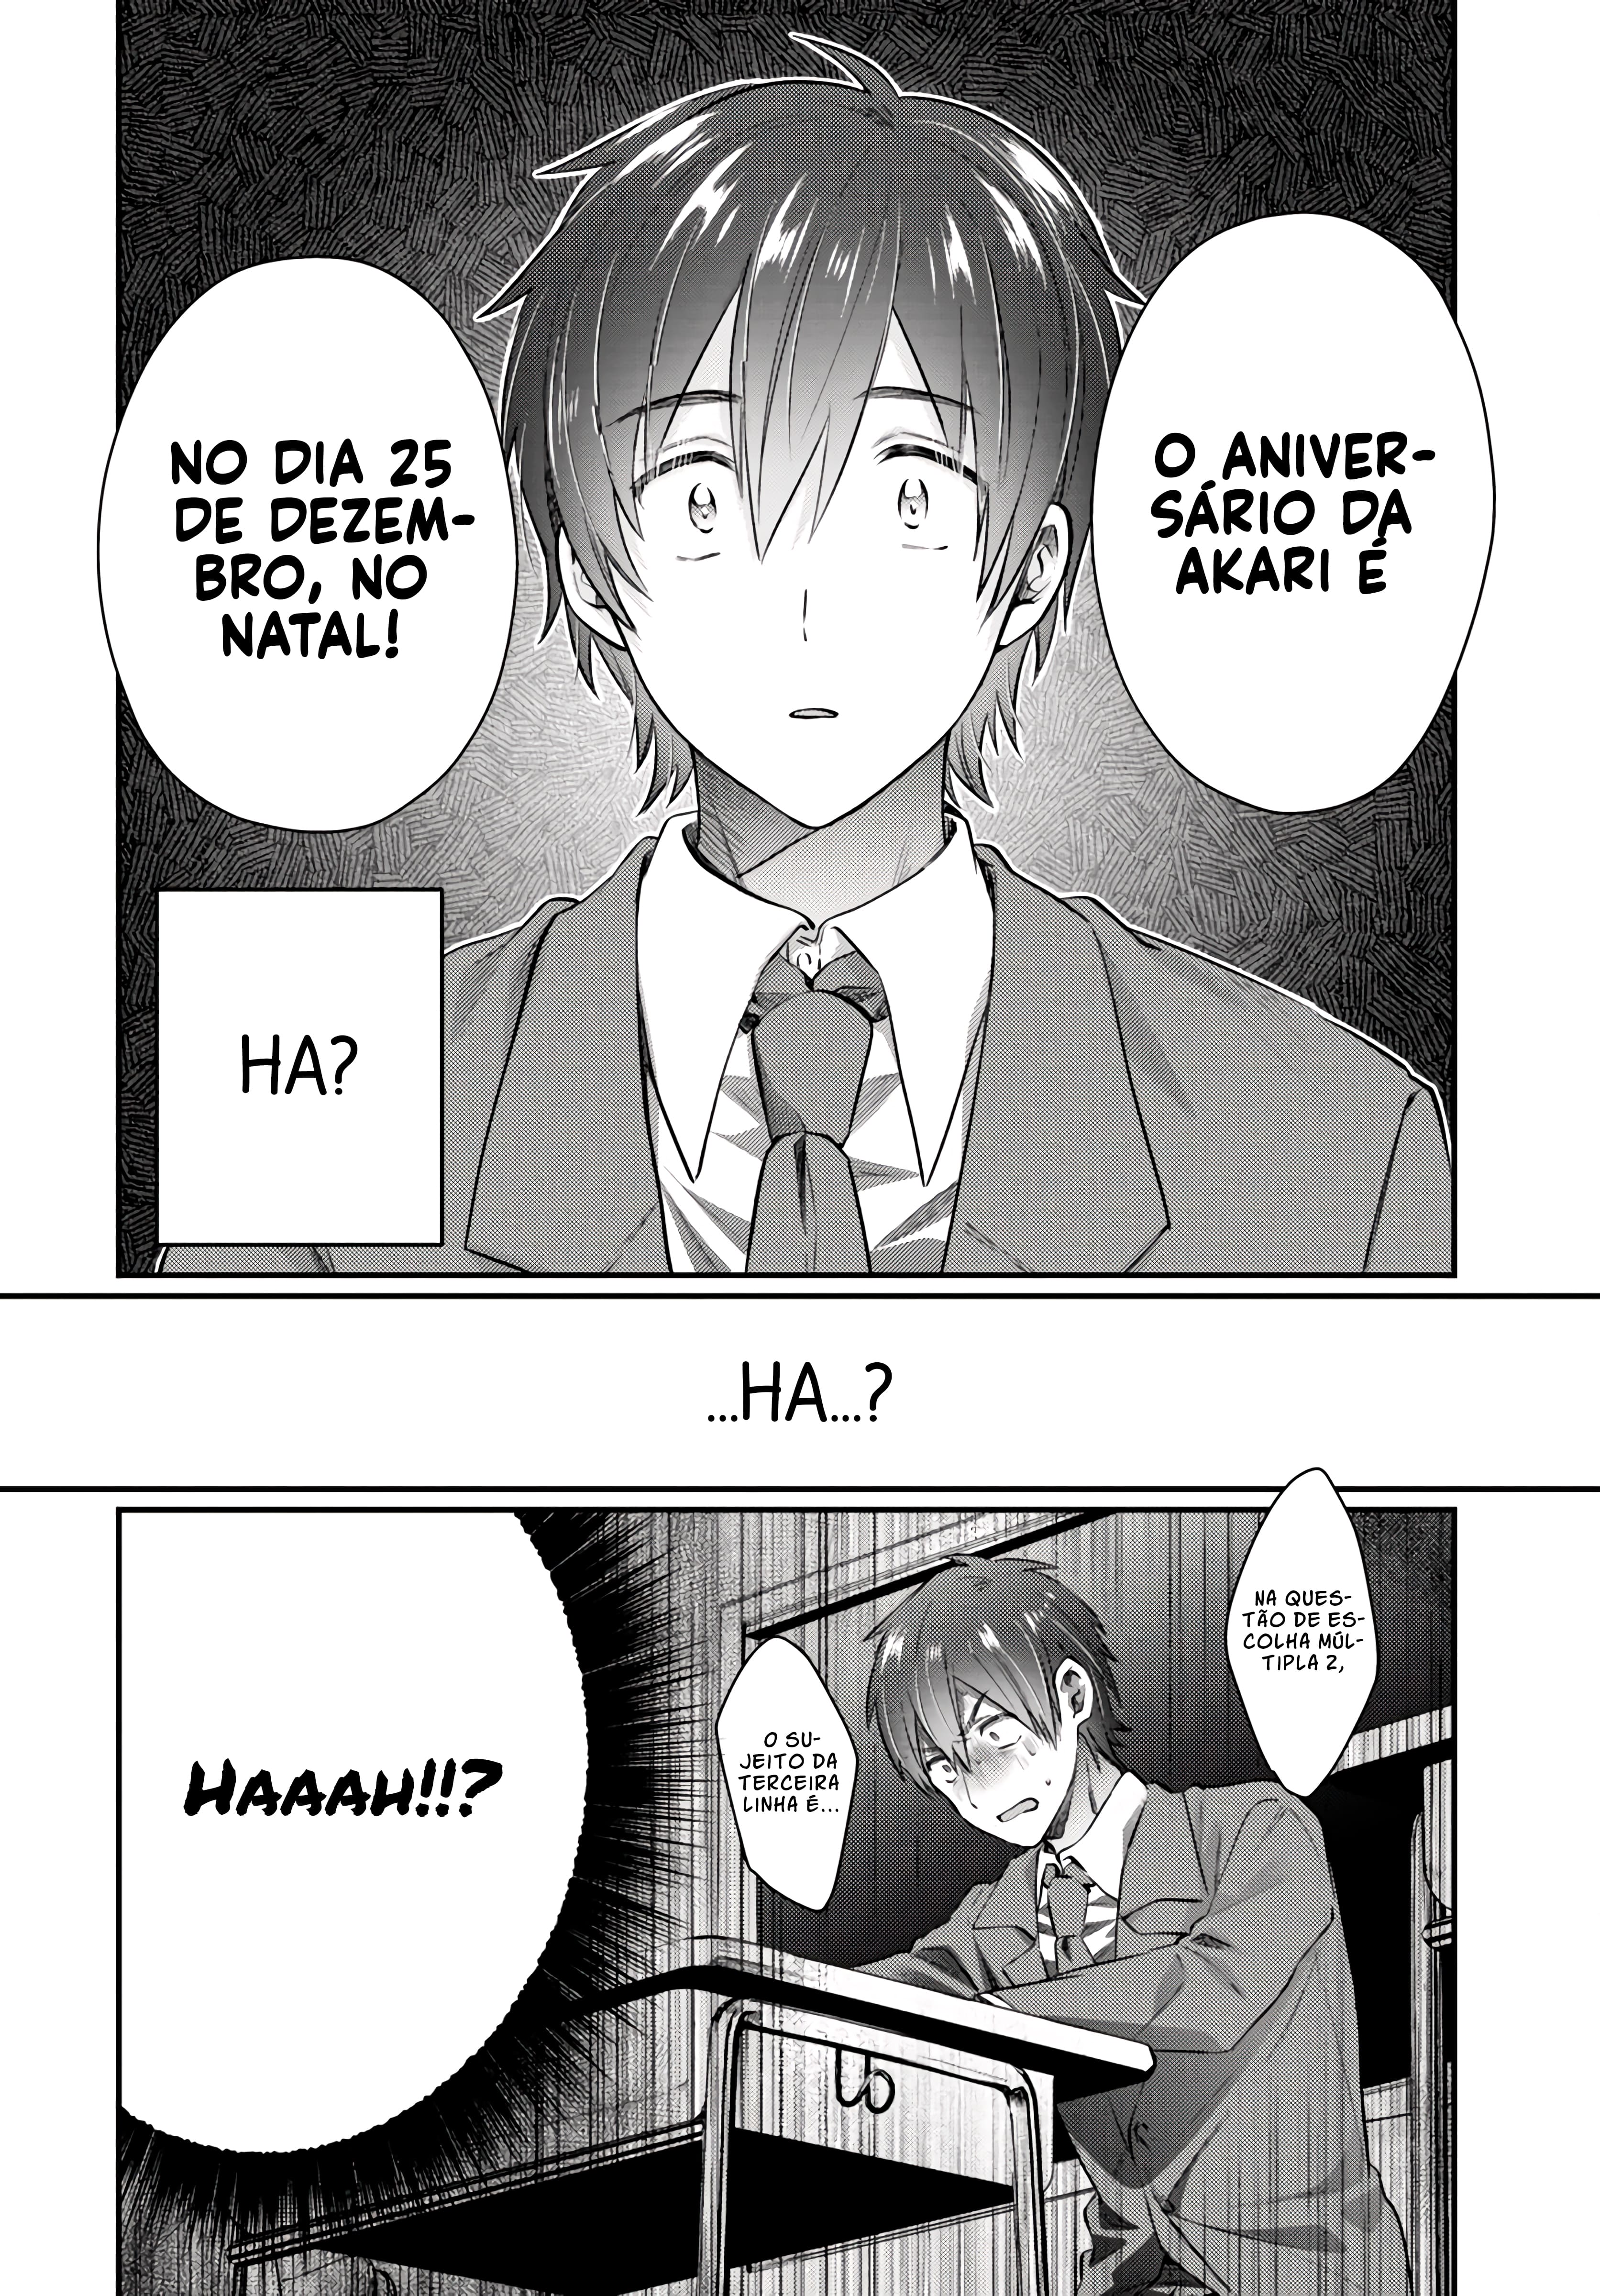 O ANIVER-
SÁRIO DA
AKARI É
NO DIA 25
DE DEZEM-
BRO, NO
NATAL!
HA?
...HA...?
NA QUES-
TÃO DE ES-
COLHA MÚL-
TIPLA 2,
O SU-
JEITO DA
TERCEIRA
LINHA É...
HAAAH!!!?